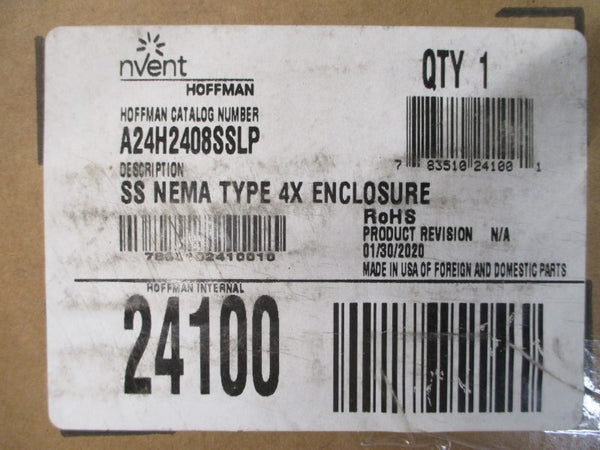 nVent
HOFFMAN
QTY 1
HOFFMAN CATALOG NUMBER
A24H2408SSLP
7 83510 24100 1
DESCRIPTION
SS NEMA TYPE 4X ENCLOSURE
RoHS
PRODUCT REVISION N/A
01/30/2020
MADE IN USA OF FOREIGN AND DOMESTIC PARTS
HOFFMAN INTERNAL
24100